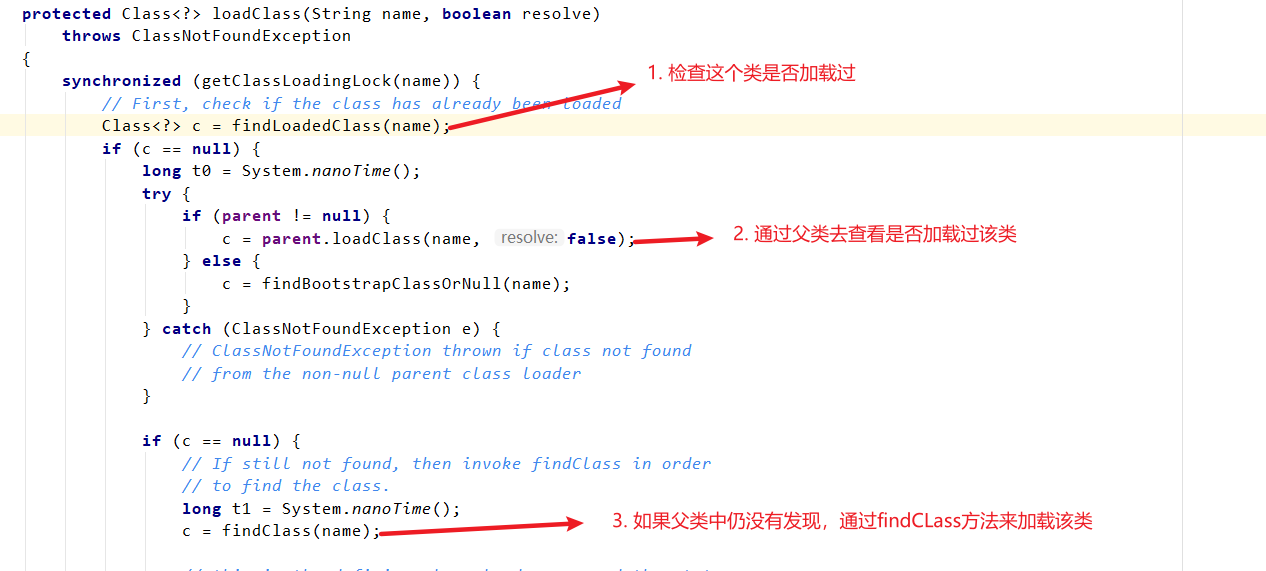 protected Class<?> loadClass(String name, boolean resolve)
throws ClassNotFoundException
{
synchronized (getClassLoadingLock(name)) {
1. 检查这个类是否加载过
// First, check if the class has already been loaded
Class<?> c = findLoadedClass(name);
if (c == null) {
long t0 = System.nanoTime();
try {
if (parent != null) {
c = parent.loadClass(name, resolve: false);
2. 通过父类去查看是否加载过该类
} else {
c = findBootstrapClassOrNull(name);
}
} catch (ClassNotFoundException e) {
// ClassNotFoundException thrown if class not found
// from the non-null parent class loader
}
if (c == null) {
// If still not found, then invoke findClass in order
// to find the class.
long t1 = System.nanoTime();
c = findClass(name);
3. 如果父类中仍没有发现，通过findCLass方法来加载该类